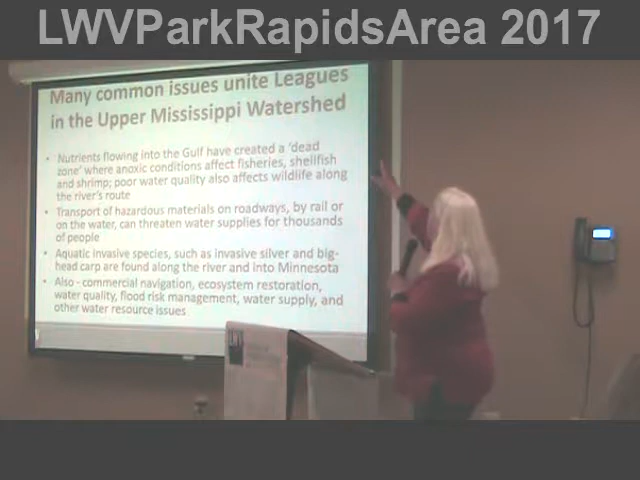 LWVParkRapidsArea 2017
Many common issues unite Leagues
in the Upper Mississippi Watershed
• Nutrients flowing into the Gulf have created a 'dead
zone' where anoxic conditions affect fisheries, shellfish
and shrimp; poor water quality also affects wildlife along
the river's route
• Transport of hazardous materials on roadways, by rail or
on the water, can threaten water supplies for thousands
of people
• Aquatic invasive species, such as invasive silver and big-
head carp are found along the river and into Minnesota
• Also - commercial navigation, ecosystem restoration,
water quality, flood risk management, water supply, and
other water resource issues
LWV